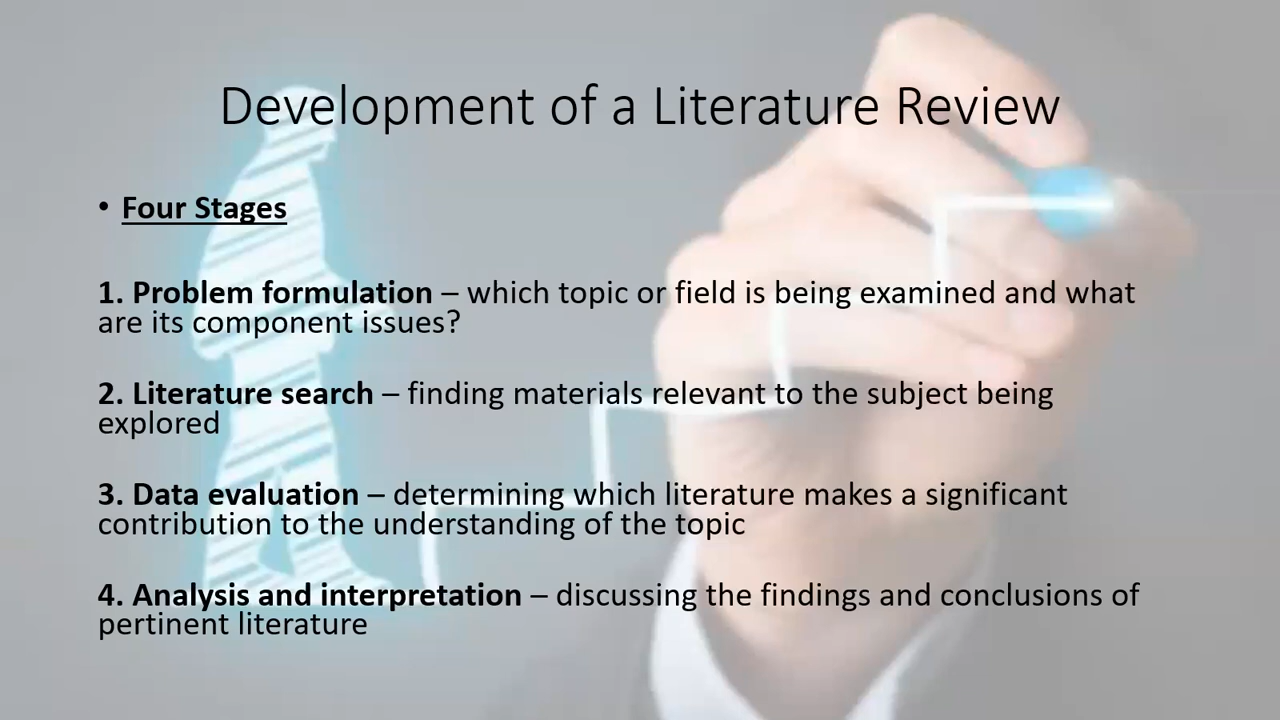 Development of a Literature Review
• Four Stages
1. Problem formulation – which topic or field is being examined and what
are its component issues?
2. Literature search – finding materials relevant to the subject being
explored
3. Data evaluation – determining which literature makes a significant
contribution to the understanding of the topic
4. Analysis and interpretation – discussing the findings and conclusions of
pertinent literature